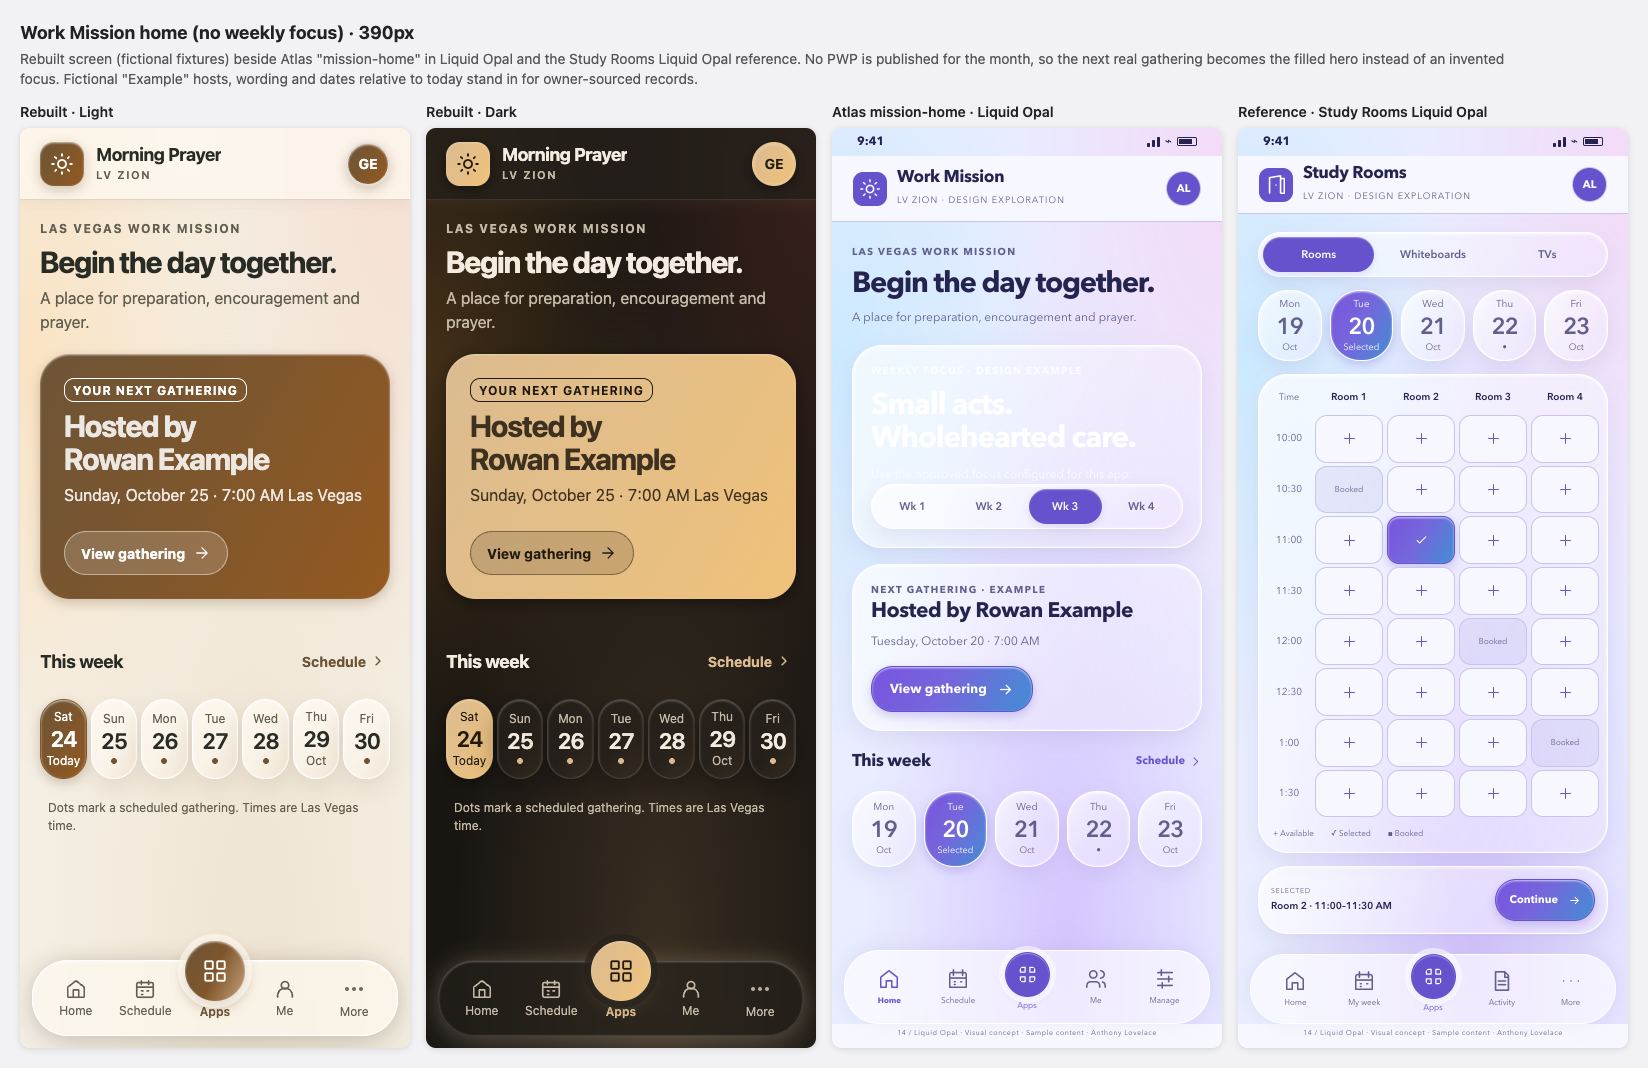 Work Mission home (no weekly focus) · 390px
Rebuilt screen (fictional fixtures) beside Atlas "mission-home" in Liquid Opal and the Study Rooms Liquid Opal reference. No PWP is published for the month, so the next real gathering becomes the filled hero instead of an invented
focus. Fictional "Example" hosts, wording and dates relative to today stand in for owner-sourced records.
Rebuilt · Light
Morning Prayer
LV ZION
GE
LAS VEGAS WORK MISSION
Begin the day together.
A place for preparation, encouragement and
prayer.
YOUR NEXT GATHERING
Hosted by
Rowan Example
Sunday, October 25 · 7:00 AM Las Vegas
View gathering →
This week
Schedule >
Sat Sun Mon Tue Wed Thu Fri
24 25 26 27 28 29 30
Today • • • • Oct •
Dots mark a scheduled gathering. Times are Las Vegas
time.
Home Schedule Apps Me More
Rebuilt · Dark
Morning Prayer
LV ZION
GE
LAS VEGAS WORK MISSION
Begin the day together.
A place for preparation, encouragement and
prayer.
YOUR NEXT GATHERING
Hosted by
Rowan Example
Sunday, October 25 · 7:00 AM Las Vegas
View gathering →
This week
Schedule >
Sat Sun Mon Tue Wed Thu Fri
24 25 26 27 28 29 30
Today • • • • Oct •
Dots mark a scheduled gathering. Times are Las Vegas
time.
Home Schedule Apps Me More
Atlas mission-home · Liquid Opal
9:41
Work Mission
LV ZION · DESIGN EXPLORATION
AL
LAS VEGAS WORK MISSION
Begin the day together.
A place for preparation, encouragement and prayer.
WEEKLY FOCUS · DESIGN EXAMPLE
Small acts.
Wholehearted care.
Use the approved focus configured for this app.
Wk 1 Wk 2 Wk 3 Wk 4
NEXT GATHERING · EXAMPLE
Hosted by Rowan Example
Tuesday, October 20 · 7:00 AM
View gathering →
This week
Schedule >
Mon Tue Wed Thu Fri
19 20 21 22 23
Oct Selected Oct • Oct
Home Schedule Apps Me Manage
14 / Liquid Opal · Visual concept · Sample content · Anthony Lovelace
Reference · Study Rooms Liquid Opal
9:41
Study Rooms
LV ZION · DESIGN EXPLORATION
AL
Rooms Whiteboards TVs
Mon Tue Wed Thu Fri
19 20 21 22 23
Oct Selected Oct • Oct
Time Room 1 Room 2 Room 3 Room 4
10:00 + + + +
10:30 Booked + + +
11:00 + ✓ + +
11:30 + + + +
12:00 + + Booked +
12:30 + + + +
1:00 + + + Booked
1:30 + + + +
+ Available ✓ Selected ■ Booked
SELECTED
Room 2 · 11:00–11:30 AM
Continue →
Home My week Apps Activity More
14 / Liquid Opal · Visual concept · Sample content · Anthony Lovelace